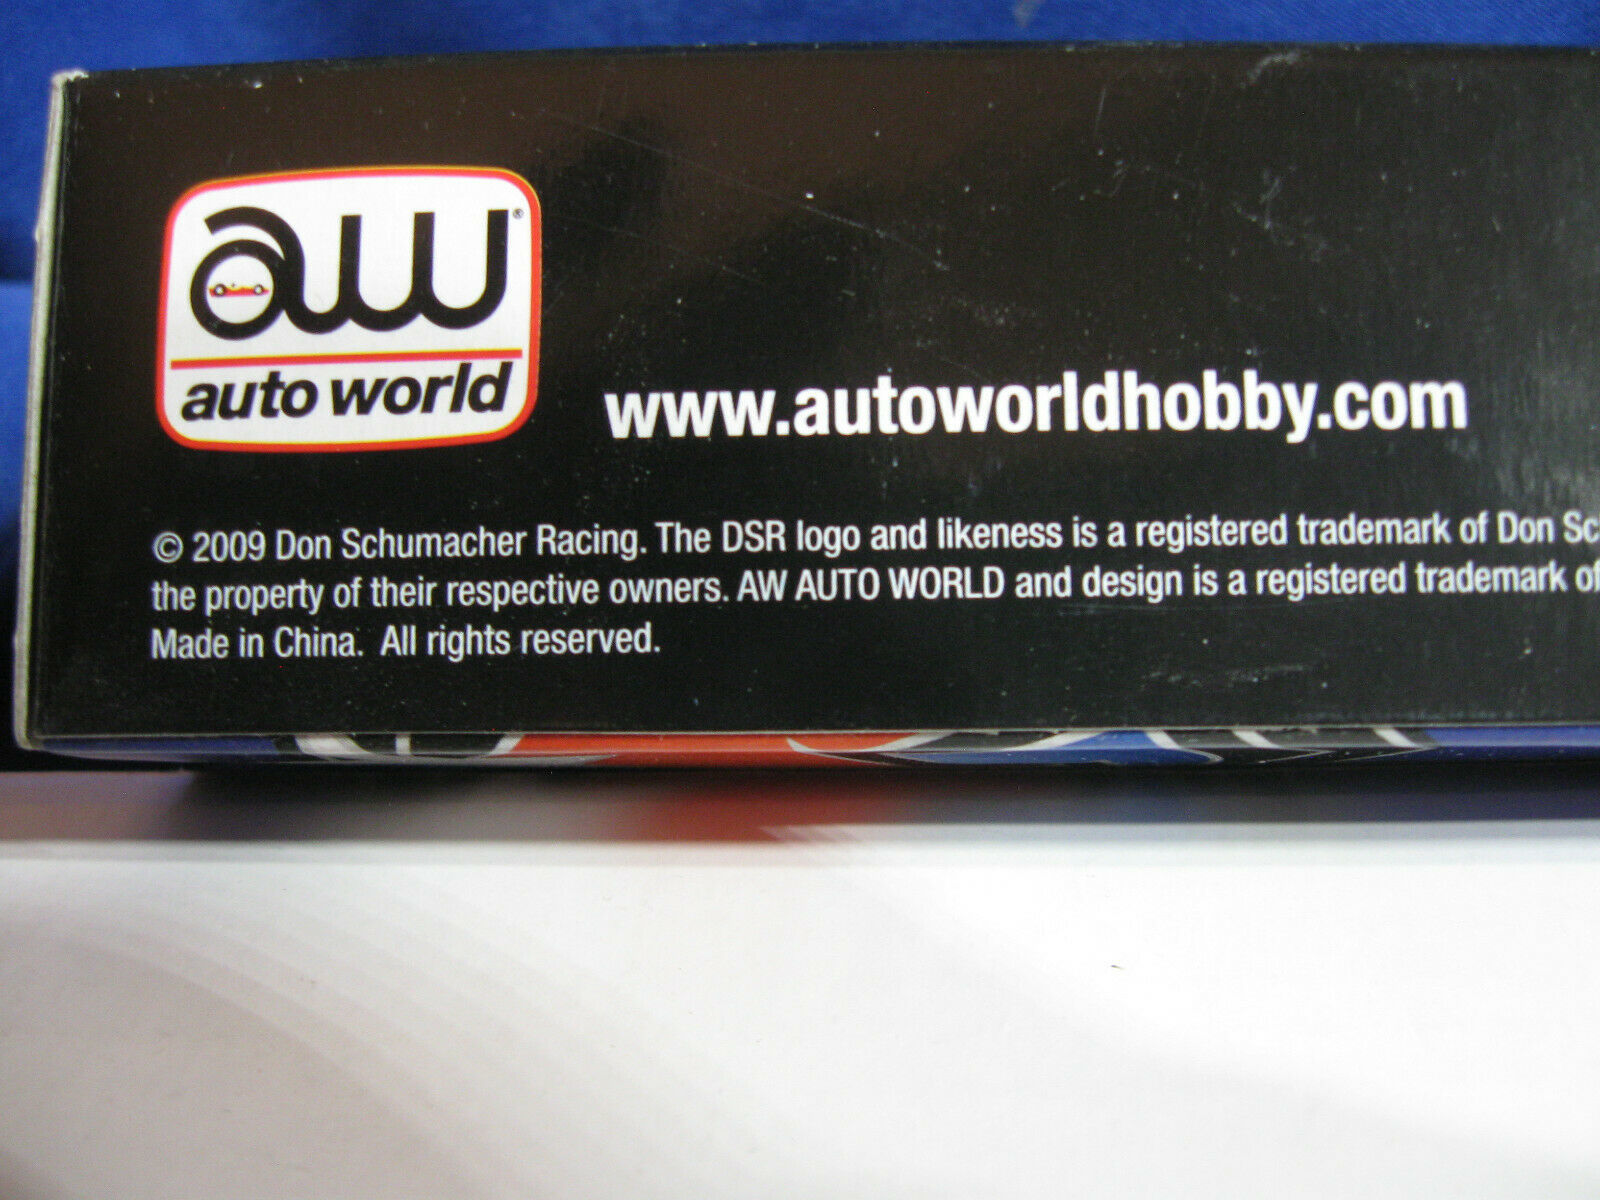 aw®
auto world
www.autoworldhobby.com
© 2009 Don Schumacher Racing. The DSR logo and likeness is a registered trademark of Don
the property of their respective owners. AW AUTO WORLD and design is a registered trademark of
Made in China. All rights reserved.